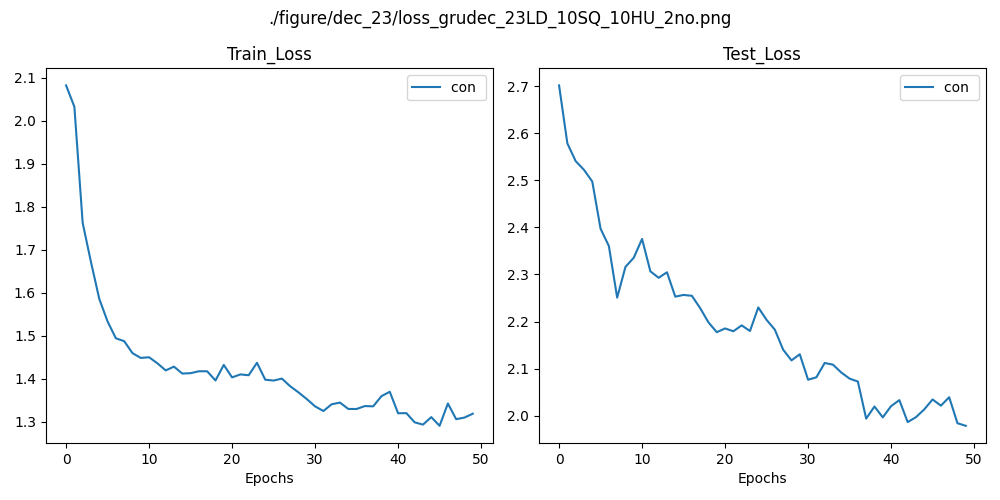 ./figure/dec_23/loss_grudec_23LD_10SQ_10HU_2no.png
Train_Loss
con
2.1
2.0
1.9
1.8
1.7
1.6
1.5
1.4
1.3
0 10 20 30 40 50
Epochs
Test_Loss
con
2.7
2.6
2.5
2.4
2.3
2.2
2.1
2.0
0 10 20 30 40 50
Epochs